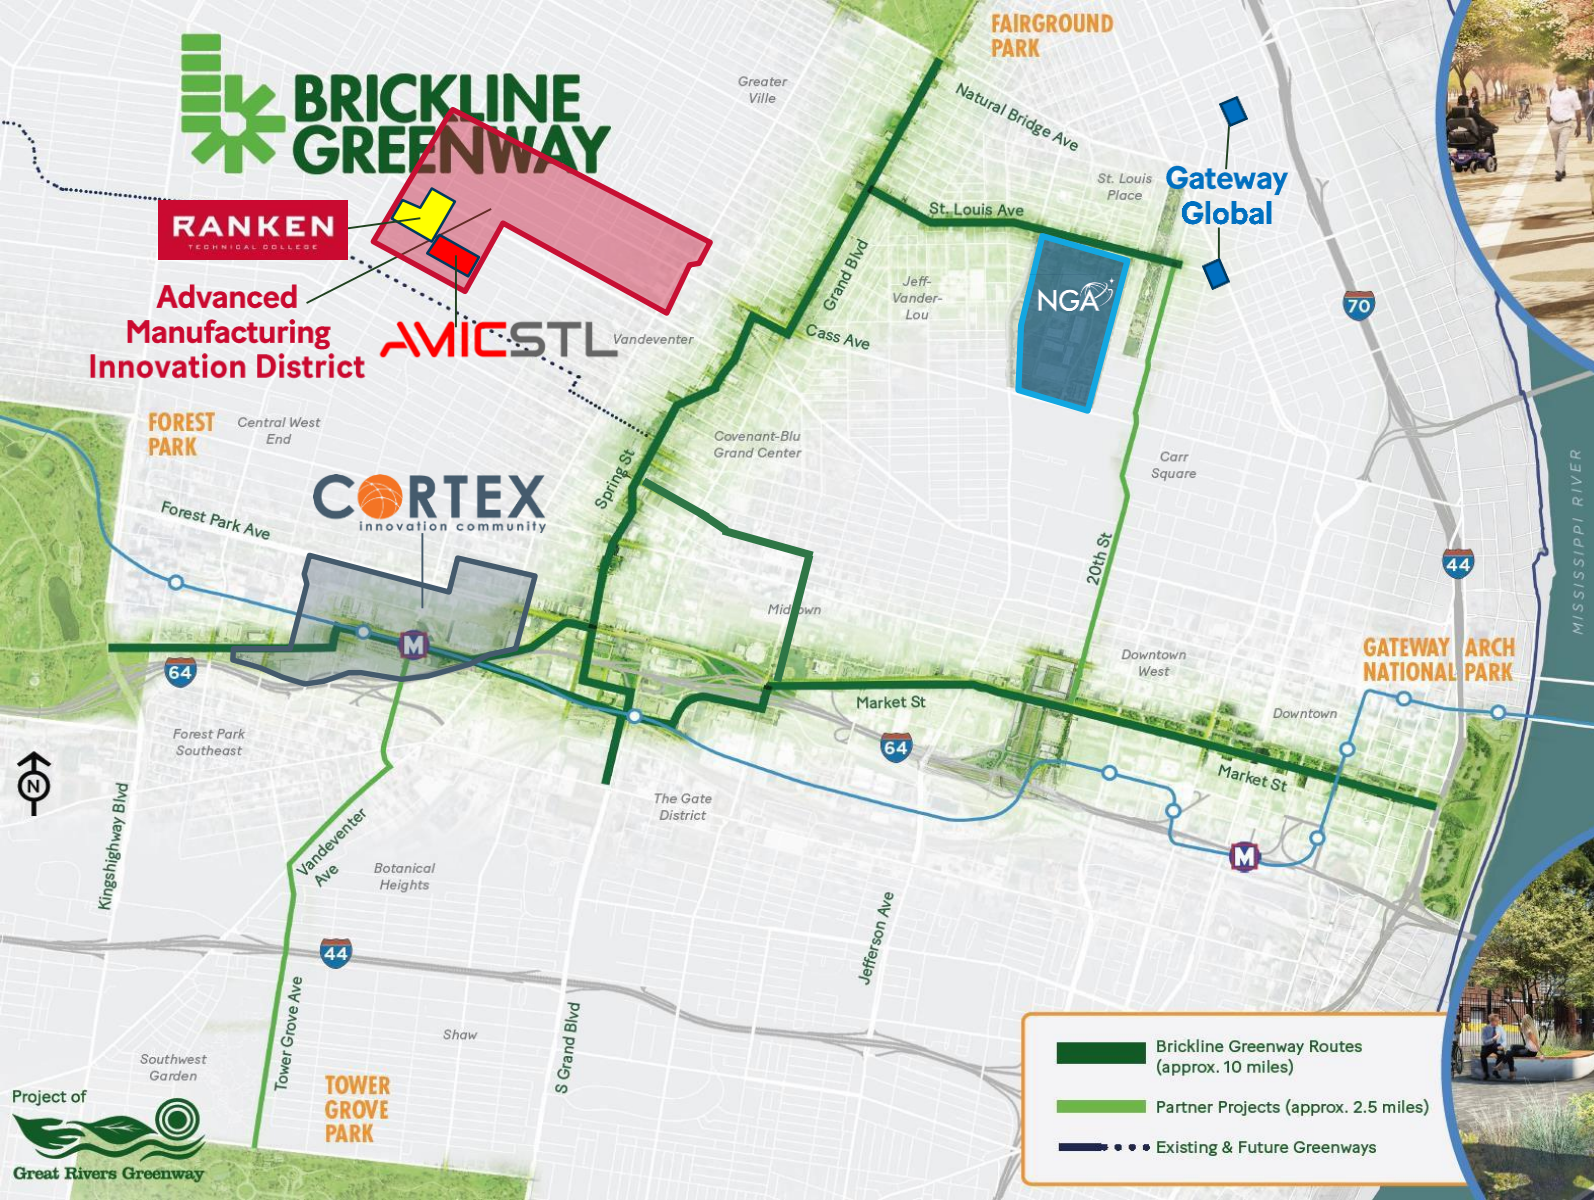 FAIRGROUND
PARK
BRICKLINE
GREENWAY
Greater
Ville
Natural Bridge Ave
St. Louis
Place
Gateway
Global
RANKEN
TECHNICAL COLLEGE
St. Louis Ave
Grand Blvd
Jeff-
Vander-
Lou
NGA
70
Advanced
Manufacturing
Innovation District
AMICSTL
Vandeventer
Cass Ave
FOREST
PARK
Central West
End
Covenant-Blu
Grand Center
Carr
Square
Spring St
CORTEX
innovation community
Forest Park Ave
20th St
44
MISSISSIPPI RIVER
Midtown
M
64
GATEWAY ARCH
NATIONAL PARK
Downtown
West
Market St
Downtown
Forest Park
Southeast
64
Market St
N
Kingshighway Blvd
The Gate
District
Vandeventer
Ave
M
Botanical
Heights
Jefferson Ave
44
Tower Grove Ave
S Grand Blvd
Shaw
Southwest
Garden
TOWER
GROVE
PARK
Project of
Great Rivers Greenway
Brickline Greenway Routes
(approx. 10 miles)
Partner Projects (approx. 2.5 miles)
Existing & Future Greenways